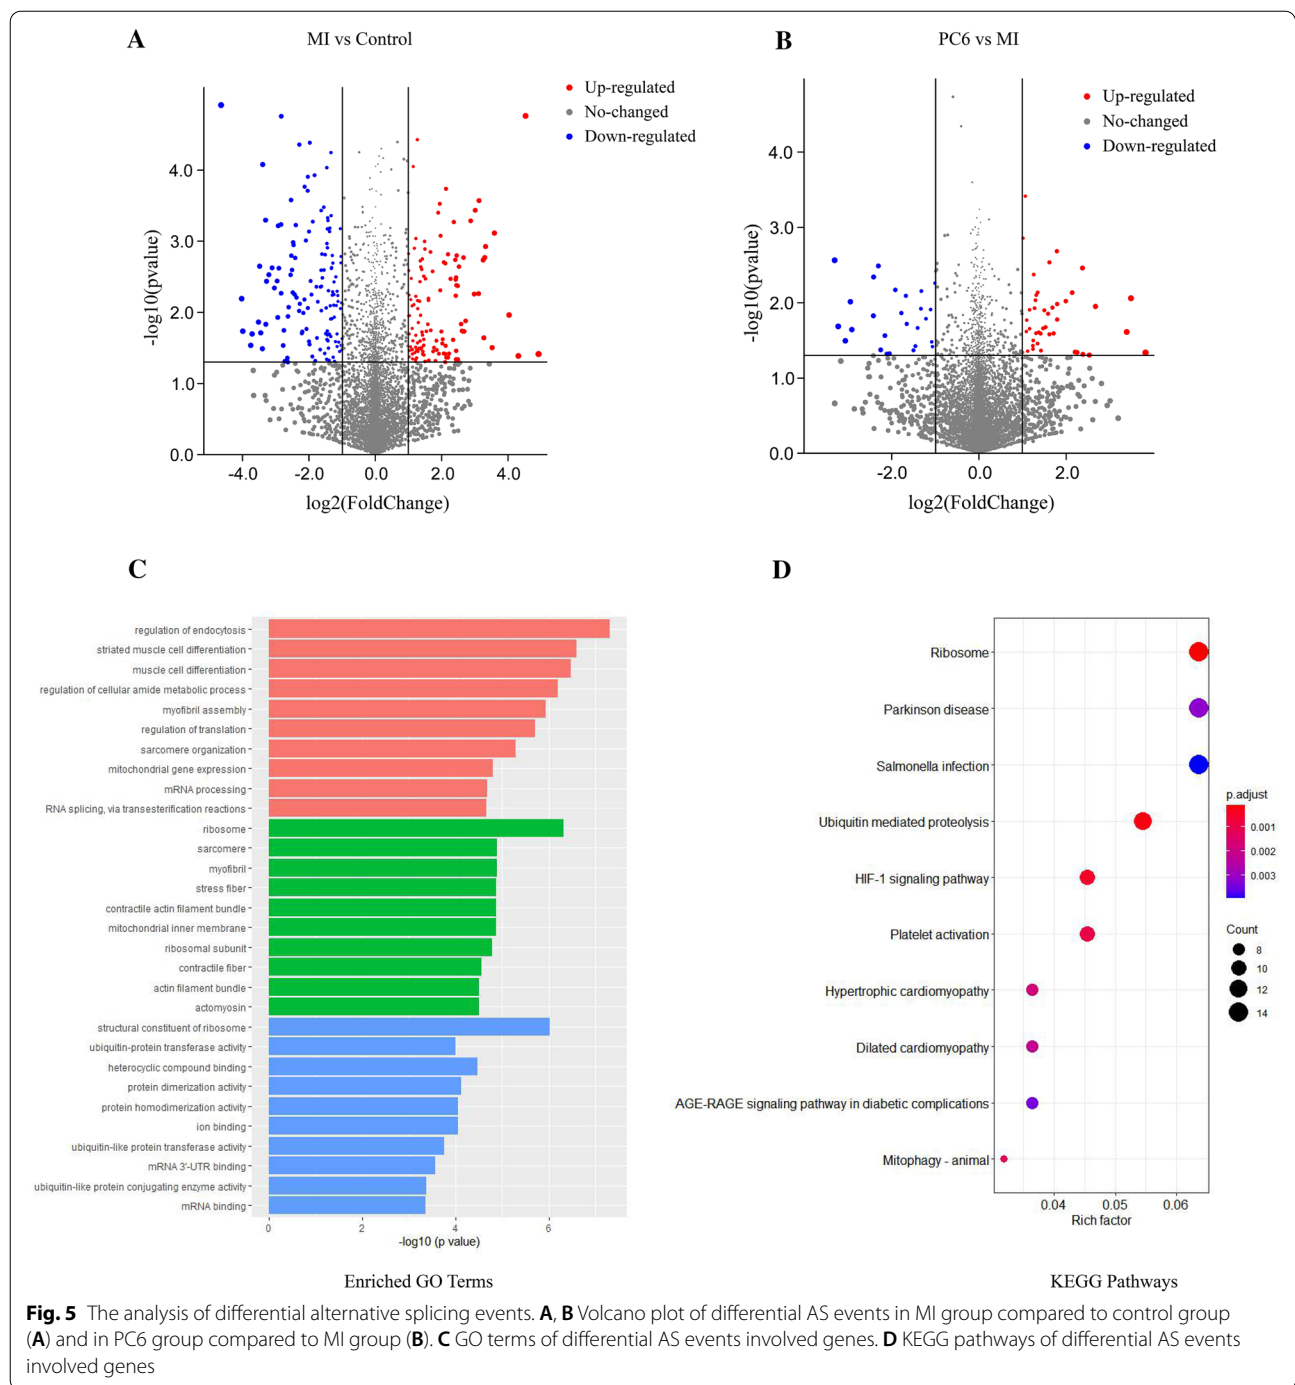 A
MI vs Control
Up-regulated
No-changed
Down-regulated
-log10(pvalue)
4.0
3.0
2.0
1.0
0.0
-4.0 -2.0 0.0 2.0 4.0
log2(FoldChange)
B
PC6 vs MI
Up-regulated
No-changed
Down-regulated
-log10(pvalue)
4.0
3.0
2.0
1.0
0.0
-2.0 0.0 2.0
log2(FoldChange)
C
regulation of endocytosis
striated muscle cell differentiation
muscle cell differentiation
regulation of cellular amide metabolic process
myofibril assembly
regulation of translation
sarcomere organization
mitochondrial gene expression
mRNA processing
RNA splicing, via transesterification reactions
ribosome
sarcomere
myofibril
stress fiber
contractile actin filament bundle
mitochondrial inner membrane
ribosomal subunit
contractile fiber
actin filament bundle
actomyosin
structural constituent of ribosome
ubiquitin-protein transferase activity
heterocyclic compound binding
protein dimerization activity
protein homodimerization activity
ion binding
ubiquitin-like protein transferase activity
mRNA 3'-UTR binding
ubiquitin-like protein conjugating enzyme activity
mRNA binding
0 2 4 6
-log10 (p value)
Enriched GO Terms
D
Ribosome
Parkinson disease
Salmonella infection
Ubiquitin mediated proteolysis
HIF-1 signaling pathway
Platelet activation
Hypertrophic cardiomyopathy
Dilated cardiomyopathy
AGE-RAGE signaling pathway in diabetic complications
Mitophagy - animal
0.04 0.05 0.06
Rich factor
p.adjust
0.001
0.002
0.003
Count
8
10
12
14
KEGG Pathways
Fig. 5 The analysis of differential alternative splicing events. A, B Volcano plot of differential AS events in MI group compared to control group
(A) and in PC6 group compared to MI group (B). C GO terms of differential AS events involved genes. D KEGG pathways of differential AS events
involved genes